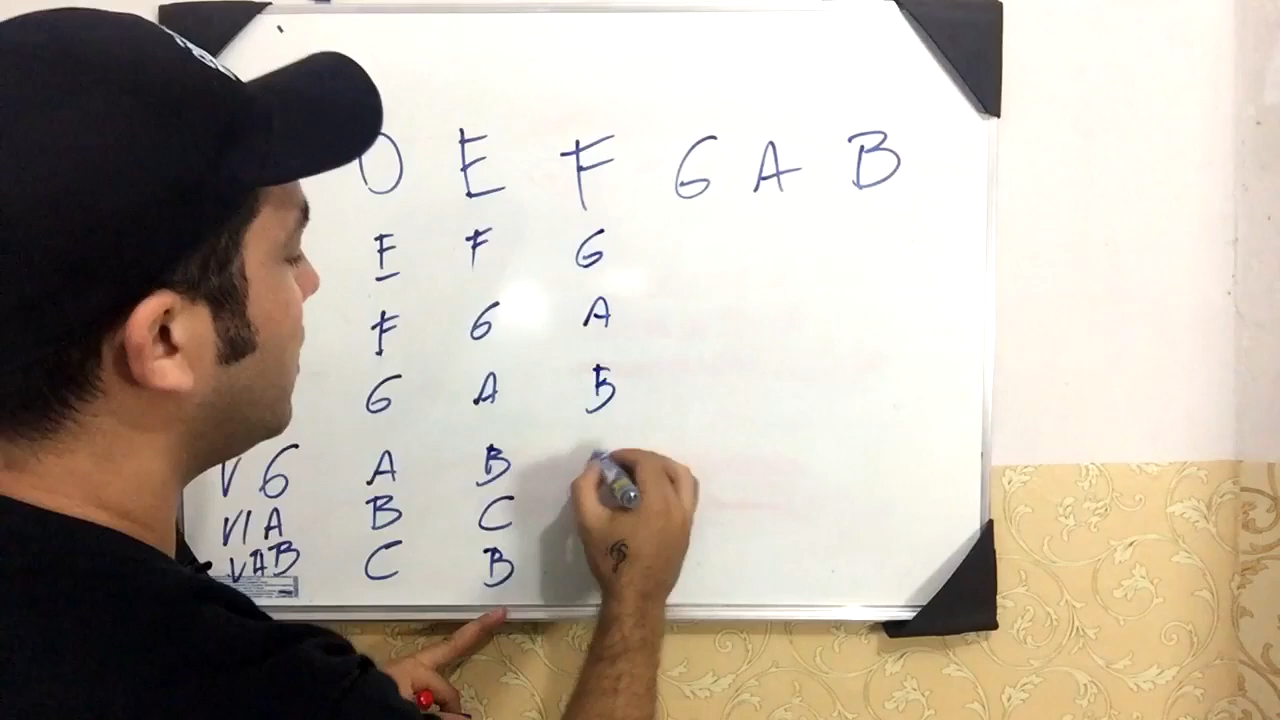 D E F G A B
E F G
F G A
G A B
V G A B
VI A B C
VII B C B